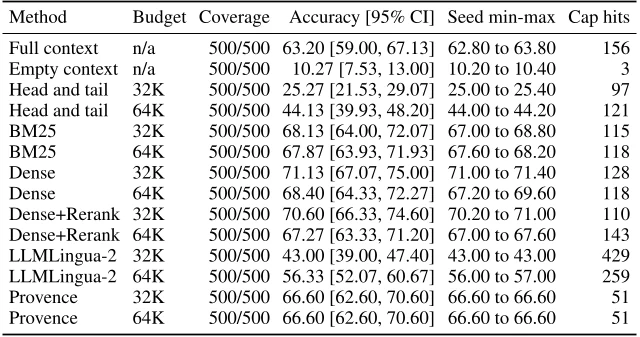 Method Budget Coverage Accuracy [95% CI] Seed min-max Cap hits
Full context n/a 500/500 63.20 [59.00, 67.13] 62.80 to 63.80 156
Empty context n/a 500/500 10.27 [7.53, 13.00] 10.20 to 10.40 3
Head and tail 32K 500/500 25.27 [21.53, 29.07] 25.00 to 25.40 97
Head and tail 64K 500/500 44.13 [39.93, 48.20] 44.00 to 44.20 121
BM25 32K 500/500 68.13 [64.00, 72.07] 67.00 to 68.80 115
BM25 64K 500/500 67.87 [63.93, 71.93] 67.60 to 68.20 118
Dense 32K 500/500 71.13 [67.07, 75.00] 71.00 to 71.40 128
Dense 64K 500/500 68.40 [64.33, 72.27] 67.20 to 69.60 118
Dense+Rerank 32K 500/500 70.60 [66.33, 74.60] 70.20 to 71.00 110
Dense+Rerank 64K 500/500 67.27 [63.33, 71.20] 67.00 to 67.60 143
LLMLingua-2 32K 500/500 43.00 [39.00, 47.40] 43.00 to 43.00 429
LLMLingua-2 64K 500/500 56.33 [52.07, 60.67] 56.00 to 57.00 259
Provence 32K 500/500 66.60 [62.60, 70.60] 66.60 to 66.60 51
Provence 64K 500/500 66.60 [62.60, 70.60] 66.60 to 66.60 51